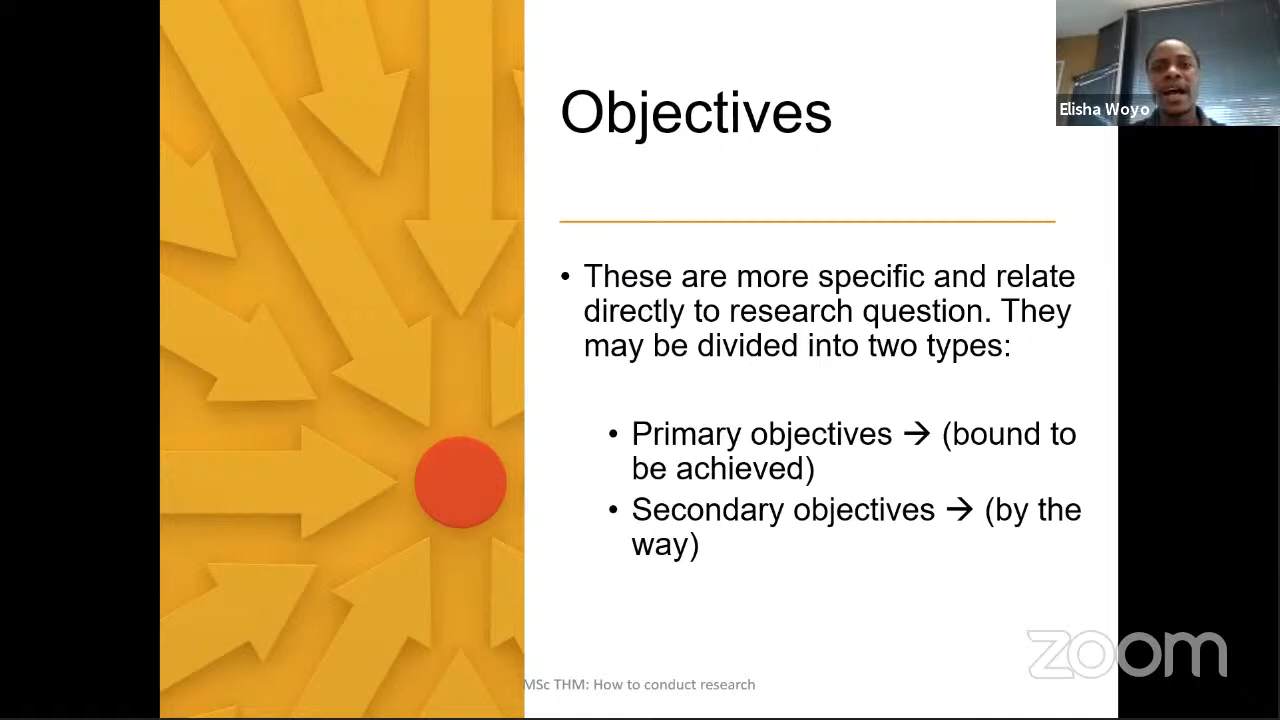 Objectives
Elisha Woyo
• These are more specific and relate
directly to research question. They
may be divided into two types:
• Primary objectives → (bound to
be achieved)
• Secondary objectives → (by the
way)
zoom
MSc THM: How to conduct research